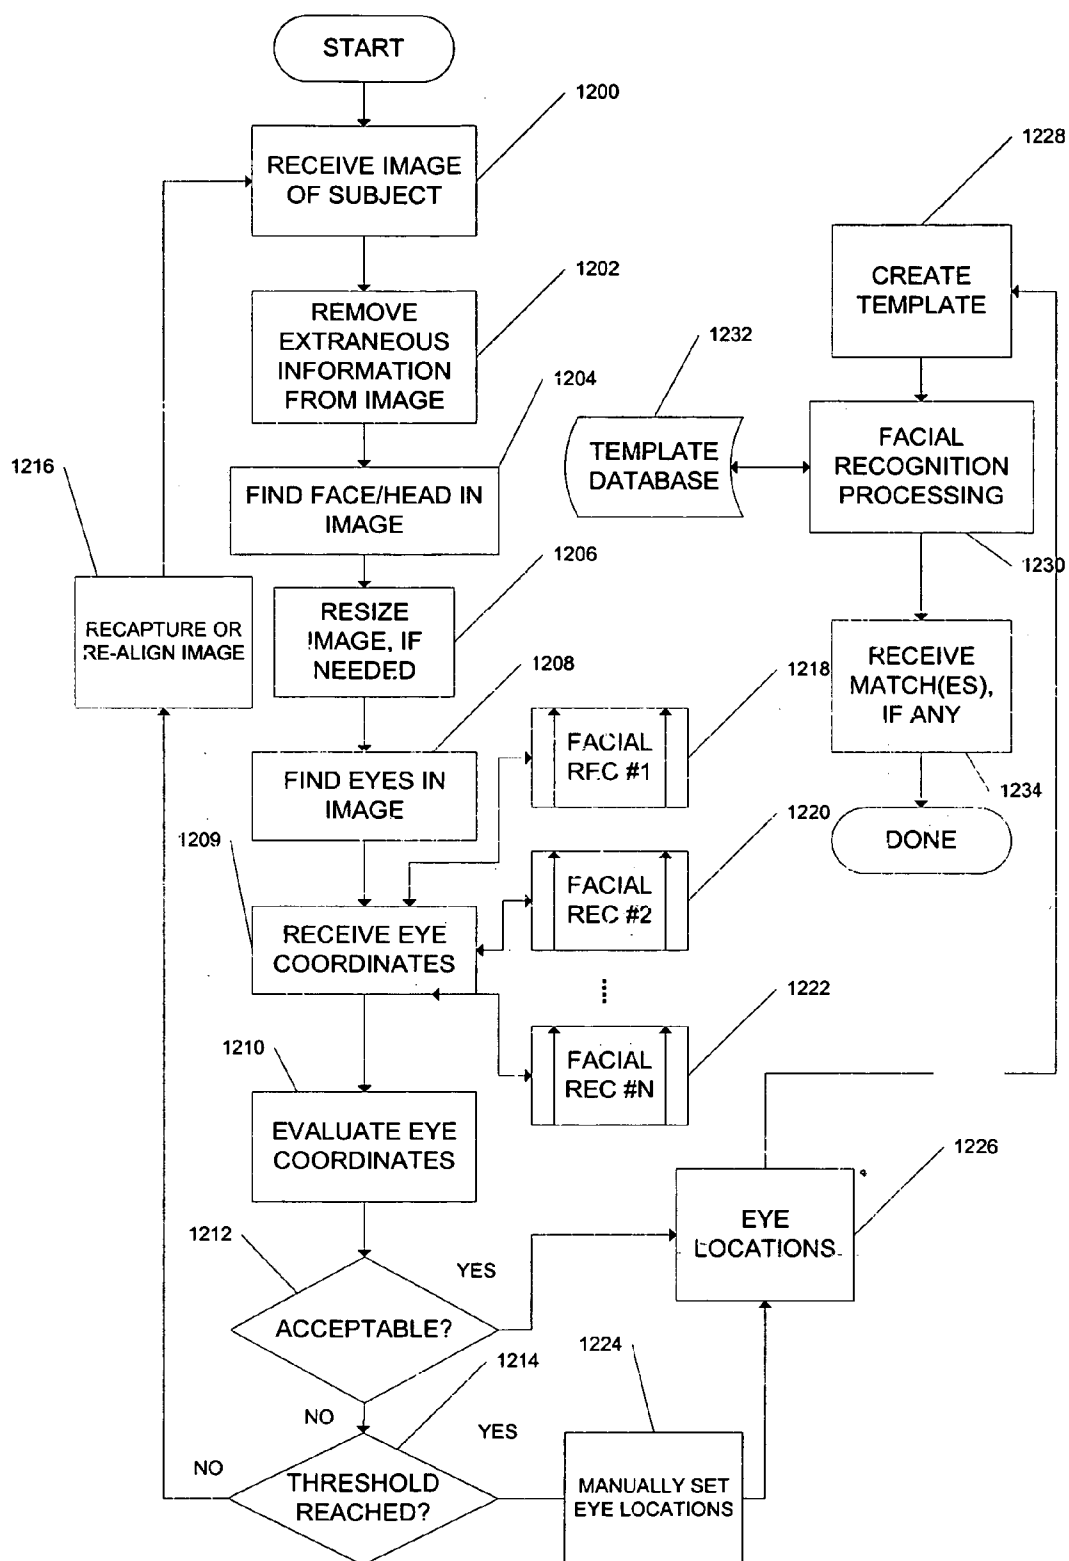 START
1200
RECEIVE IMAGE
OF SUBJECT
1202
REMOVE
EXTRANEOUS
INFORMATION
FROM IMAGE
1204
FIND FACE/HEAD IN
IMAGE
1216
RECAPTURE OR
RE-ALIGN IMAGE
1206
RESIZE
IMAGE, IF
NEEDED
1208
FIND EYES IN
IMAGE
1209
RECEIVE EYE
COORDINATES
1218
FACIAL
REC #1
1220
FACIAL
REC #2
1222
FACIAL
REC #N
1210
EVALUATE EYE
COORDINATES
1212
ACCEPTABLE?
YES
NO
1214
THRESHOLD
REACHED?
YES
NO
1224
MANUALLY SET
EYE LOCATIONS
1226
EYE
LOCATIONS
1228
CREATE
TEMPLATE
1232
TEMPLATE
DATABASE
FACIAL
RECOGNITION
PROCESSING
1230
RECEIVE
MATCH(ES),
IF ANY
1234
DONE